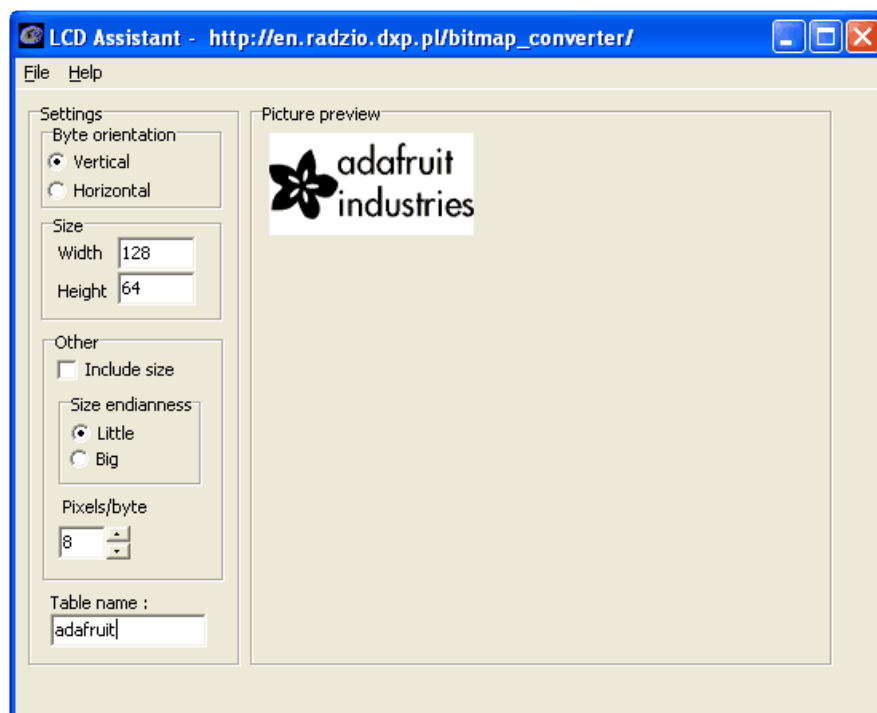 LCD Assistant - http://en.radzio.dxp.pl/bitmap_converter/
File Help
Settings
Byte orientation
Vertical
Horizontal
Size
Width 128
Height 64
Other
Include size
Size endianness
Little
Big
Pixels/byte
8
Table name :
adafruit
Picture preview
adafruit
industries